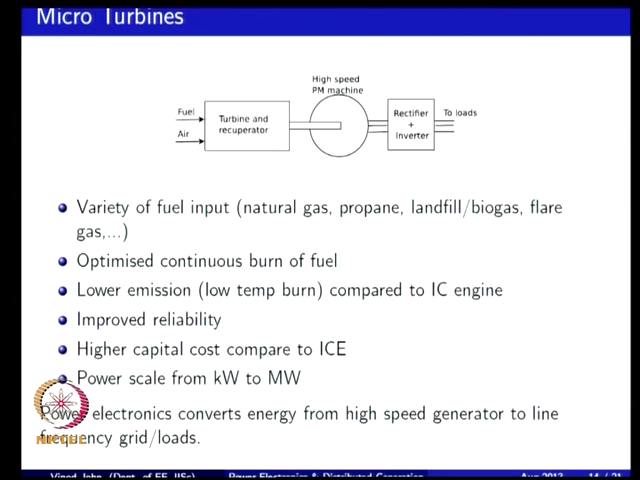 Micro Turbines
High speed
PM machine
Fuel
Air
Turbine and
recuperator
Rectifier
+
Inverter
To loads
Variety of fuel input (natural gas, propane, landfill/biogas, flare
gas,...)
Optimised continuous burn of fuel
Lower emission (low temp burn) compared to IC engine
Improved reliability
Higher capital cost compare to ICE
Power scale from kW to MW
Power electronics converts energy from high speed generator to line
frequency grid/loads.
NPTEL
Vinod John (Dept. of EE, IISc) Power Electronics & Distributed Generation Aug 2013 14 / 21